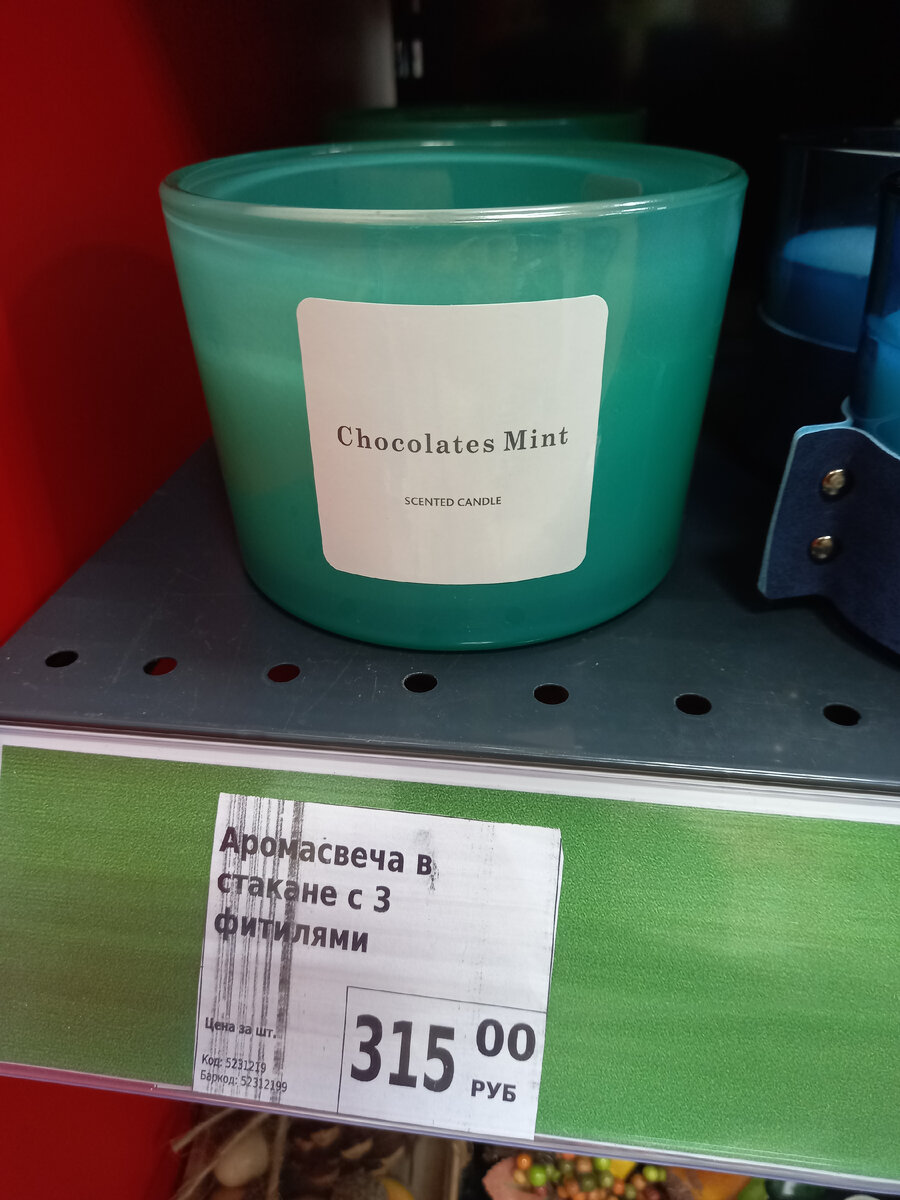 Chocolates Mint
SCENTED CANDLE
Аромасвеча в
стакане с 3
фитилями
Цена за шт.
Код: 5231219
Баркод: 52312199
315 00
РУБ